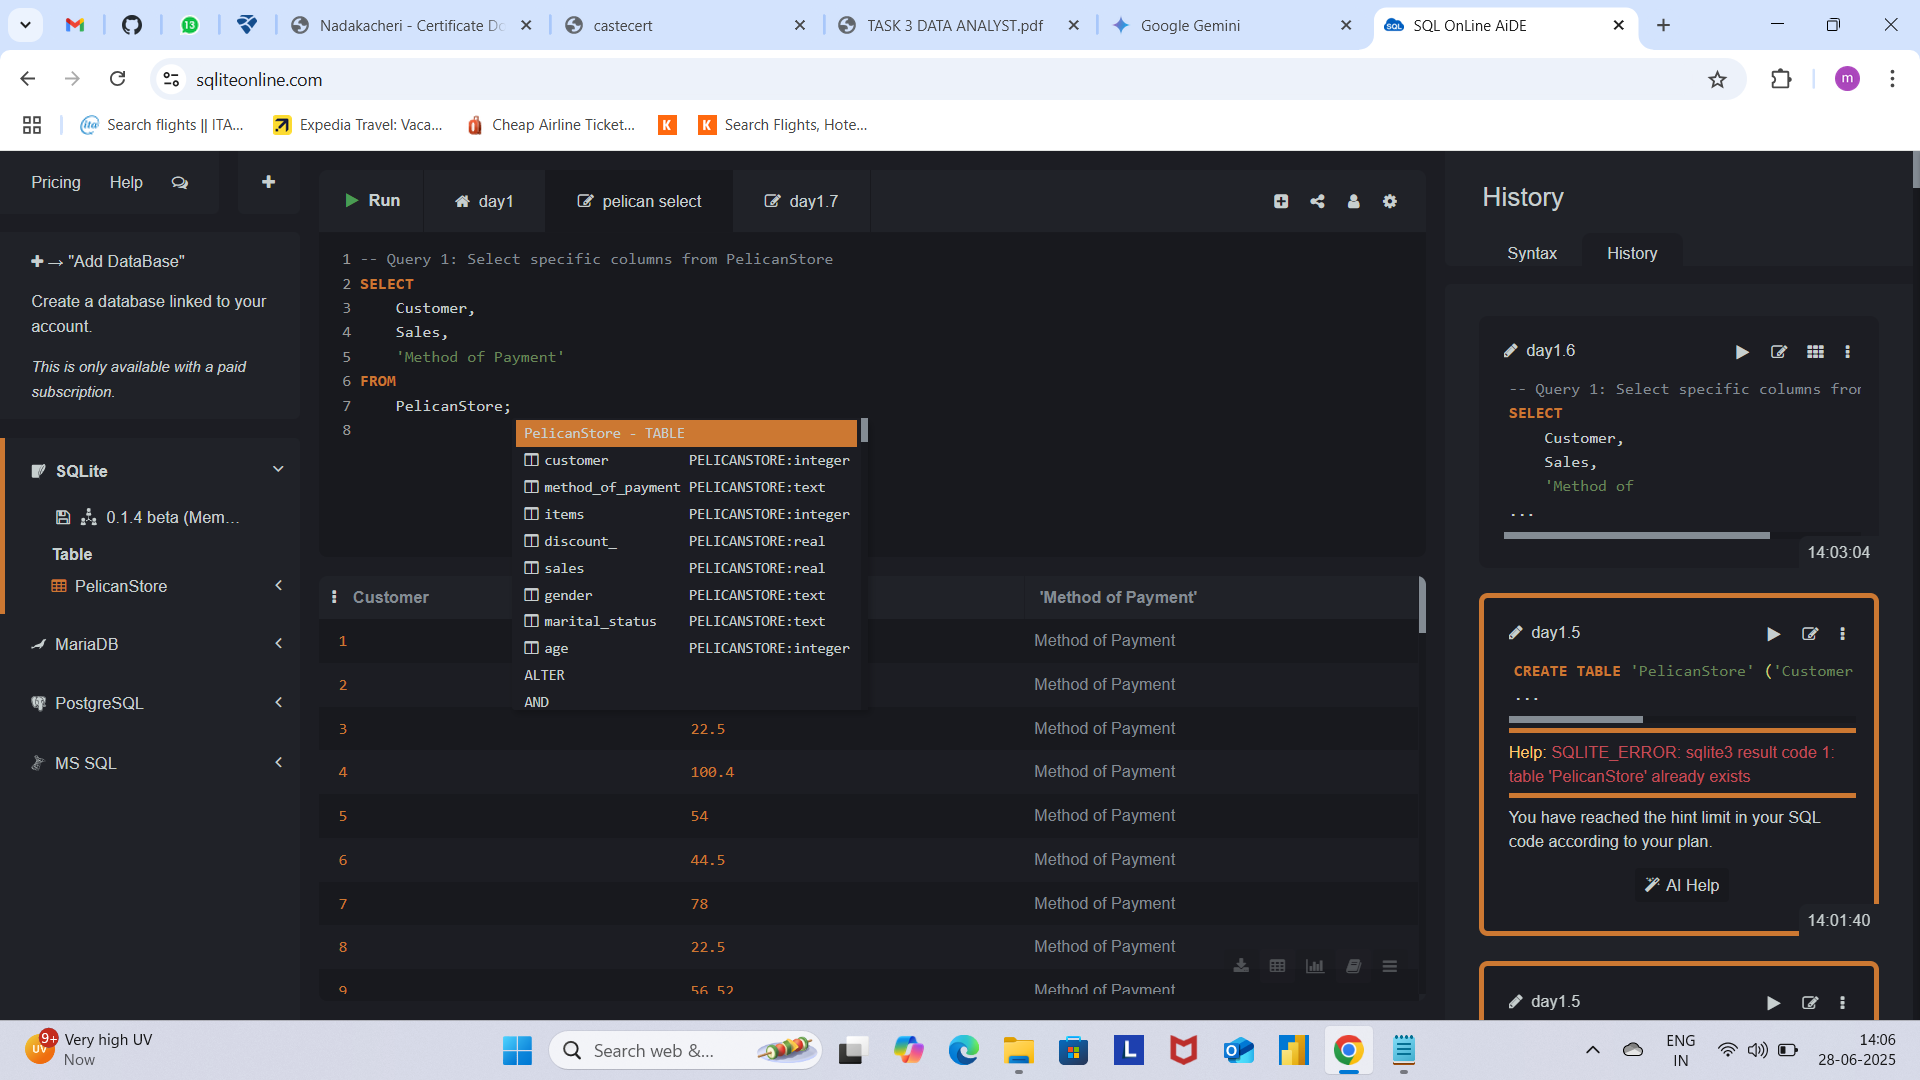 13
Nadakacheri - Certificate Do
castecert
TASK 3 DATA ANALYST.pdf
Google Gemini
SQL
SQL OnLine AiDE
sqliteonline.com
m
ita
Search flights || ITA...
Expedia Travel: Vaca...
Cheap Airline Ticket...
K
K
Search Flights, Hote...
Pricing
Help
Run
day1
pelican select
day1.7
"Add DataBase"
Create a database linked to your
account.
This is only available with a paid
subscription.
SQLite
0.1.4 beta (Mem...
Table
PelicanStore
MariaDB
PostgreSQL
MS SQL
1 -- Query 1: Select specific columns from PelicanStore
2 SELECT
3 Customer,
4 Sales,
5 'Method of Payment'
6 FROM
7 PelicanStore;
8
PelicanStore - TABLE
customer PELICANSTORE:integer
method_of_payment PELICANSTORE:text
items PELICANSTORE:integer
discount_ PELICANSTORE:real
sales PELICANSTORE:real
gender PELICANSTORE:text
marital_status PELICANSTORE:text
age PELICANSTORE:integer
ALTER
AND
Customer 'Method of Payment'
1 Method of Payment
2 Method of Payment
3 22.5 Method of Payment
4 100.4 Method of Payment
5 54 Method of Payment
6 44.5 Method of Payment
7 78 Method of Payment
8 22.5 Method of Payment
9 56.52 Method of Payment
History
Syntax
History
day1.6
-- Query 1: Select specific columns from
SELECT
Customer,
Sales,
'Method of
...
14:03:04
day1.5
CREATE TABLE 'PelicanStore' ('Customer
...
Help: SQLITE_ERROR: sqlite3 result code 1:
table 'PelicanStore' already exists
You have reached the hint limit in your SQL
code according to your plan.
AI Help
14:01:40
day1.5
9+
UV
Very high UV
Now
Search web &...
L
ENG
IN
14:06
28-06-2025